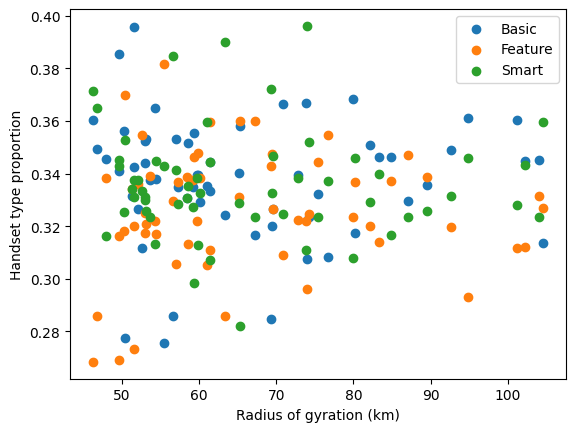 0.40
0.38
0.36
0.34
0.32
0.30
0.28
Handset type proportion
Basic
Feature
Smart
50
60
70
80
90
100
Radius of gyration (km)